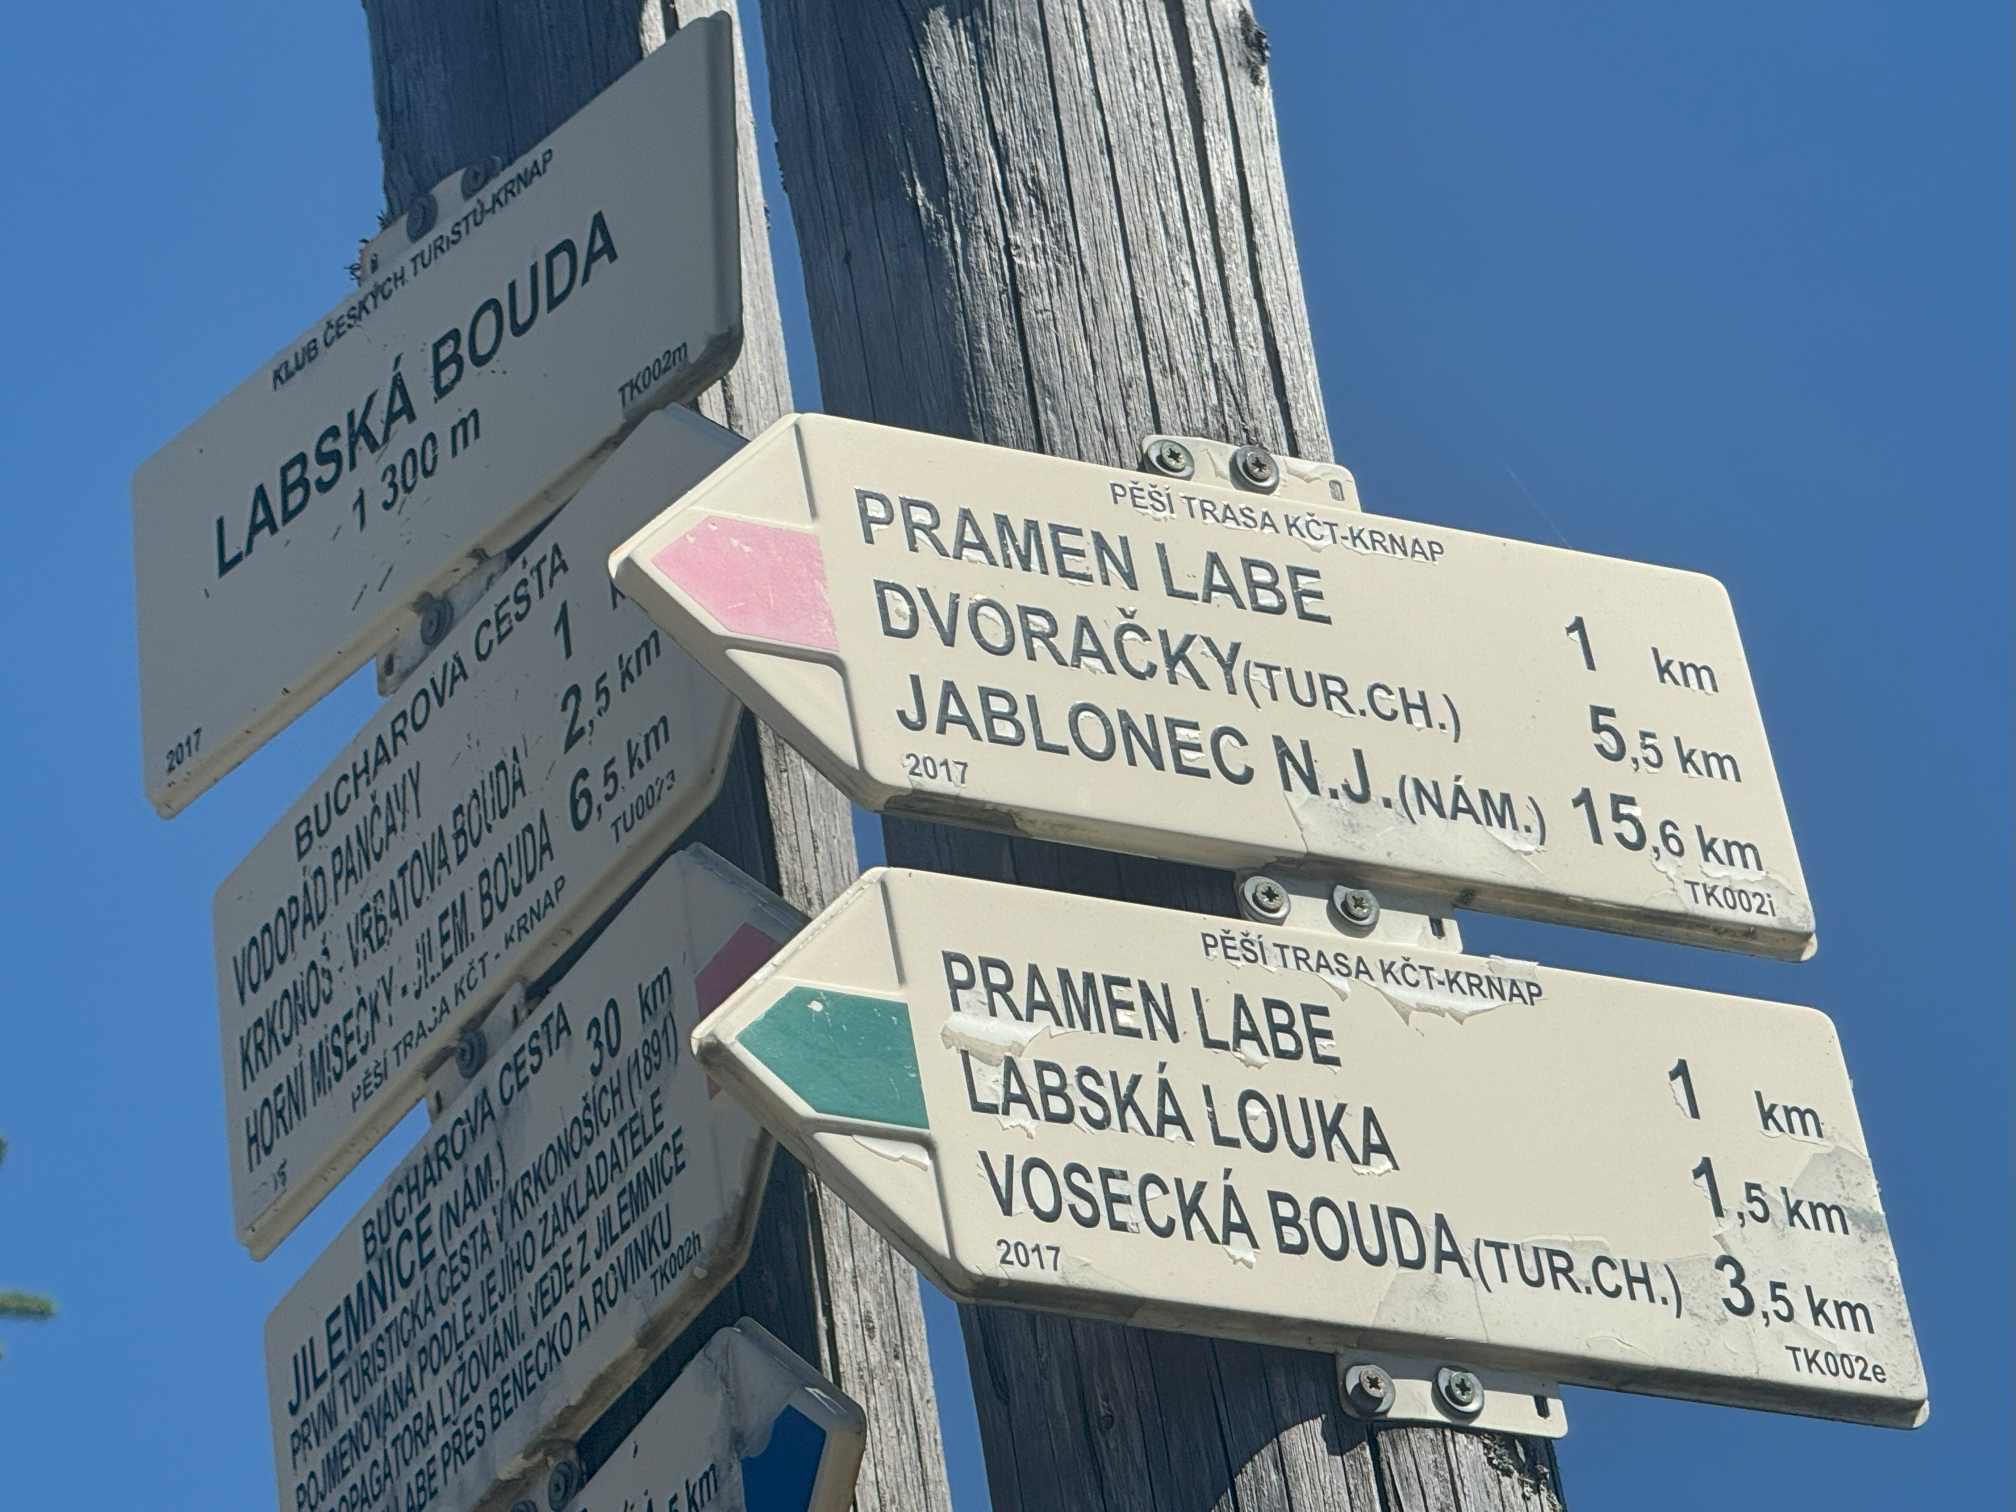 KLUB ČESKÝCH TURISTŮ-KRNAP
LABSKÁ BOUDA
1 300 m
TK002m
2017
BUCHAROVA CESTA
VODOPÁD PANČAVY 1
KRKONOŠ - VRBATOVA BOUDA 2,5 km
HORNÍ MÍSEČKY - JILEM. BOUDA 6,5 km
PĚŠÍ TRASA KČT - KRNAP
BUCHAROVA CESTA
JILEMNICE (NÁM.) 30 km
PRVNÍ TURISTICKÁ CESTA V KRKONOŠÍCH (1891)
POJMENOVÁNA PODLE JEJÍHO ZAKLADATELE
LYŽOVÁNÍ. VEDE Z JILEMNICE
PŘES BENECKO A ROVINKU
TK002h
,5 km
PĚŠÍ TRASA KČT-KRNAP
PRAMEN LABE 1 km
DVORAČKY(TUR.CH.) 5,5 km
JABLONEC N.J.(NÁM.) 15,6 km
2017 TK002i
PĚŠÍ TRASA KČT-KRNAP
PRAMEN LABE 1 km
LABSKÁ LOUKA 1,5 km
VOSECKÁ BOUDA(TUR.CH.) 3,5 km
2017 TK002e